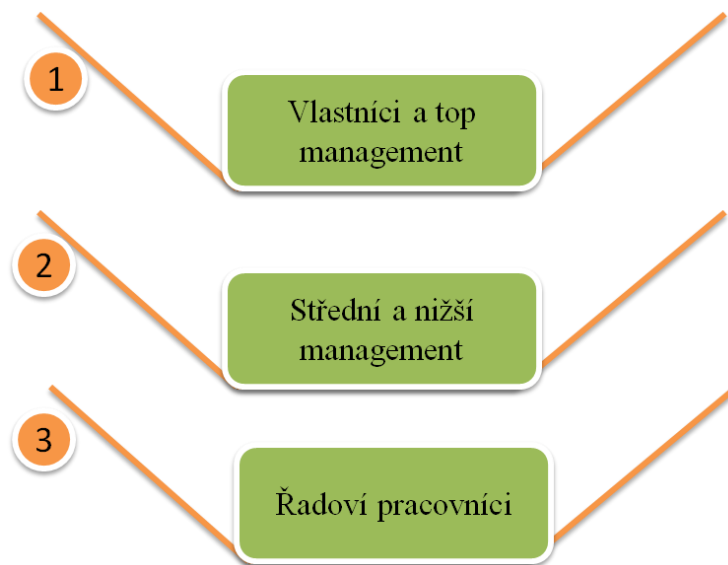 1
Vlastníci a top
management
2
Střední a nižší
management
3
Řadoví pracovníci